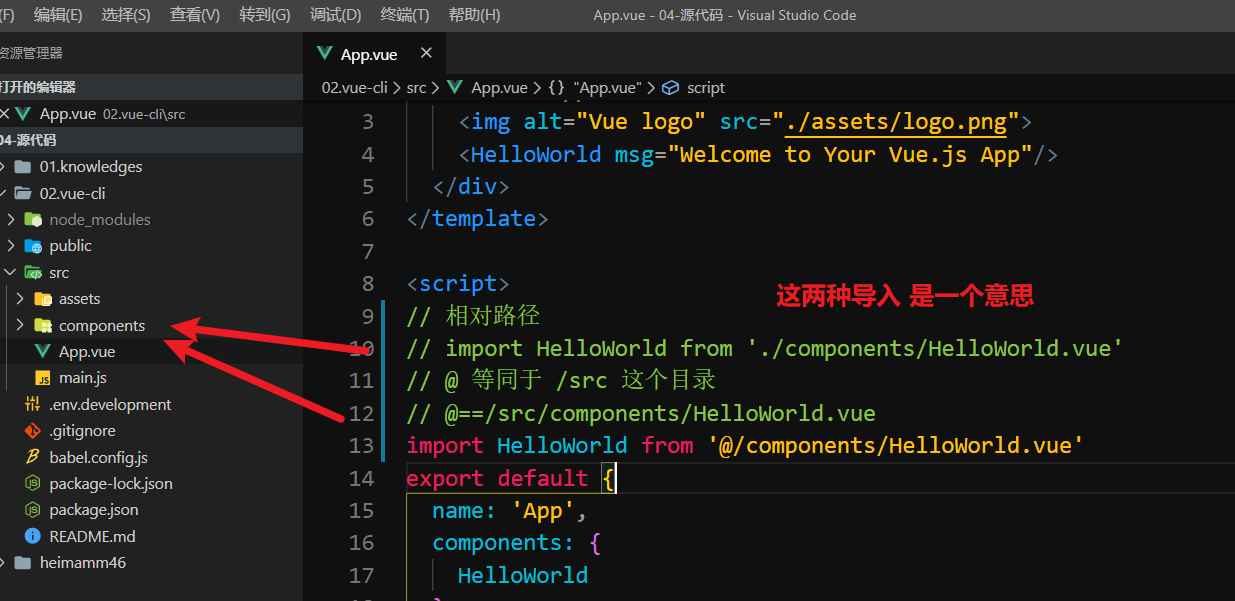 (F) 编辑(E) 选择(S) 查看(V) 转到(G) 调试(D) 终端(T) 帮助(H) App.vue - 04-源代码 - Visual Studio Code
资源管理器
打开的编辑器
App.vue 02.vue-cli\src
04-源代码
01.knowledges
02.vue-cli
node_modules
public
src
assets
components
App.vue
main.js
.env.development
.gitignore
babel.config.js
package-lock.json
package.json
README.md
heimamm46
App.vue
02.vue-cli > src > App.vue > {} "App.vue" > script
3 <img alt="Vue logo" src="./assets/logo.png">
4 <HelloWorld msg="Welcome to Your Vue.js App"/>
5 </div>
6 </template>
7
8 <script>
这两种导入 是一个意思
9 // 相对路径
10 // import HelloWorld from './components/HelloWorld.vue'
11 // @ 等同于 /src 这个目录
12 // @==/src/components/HelloWorld.vue
13 import HelloWorld from '@/components/HelloWorld.vue'
14 export default {
15 name: 'App',
16 components: {
17 HelloWorld